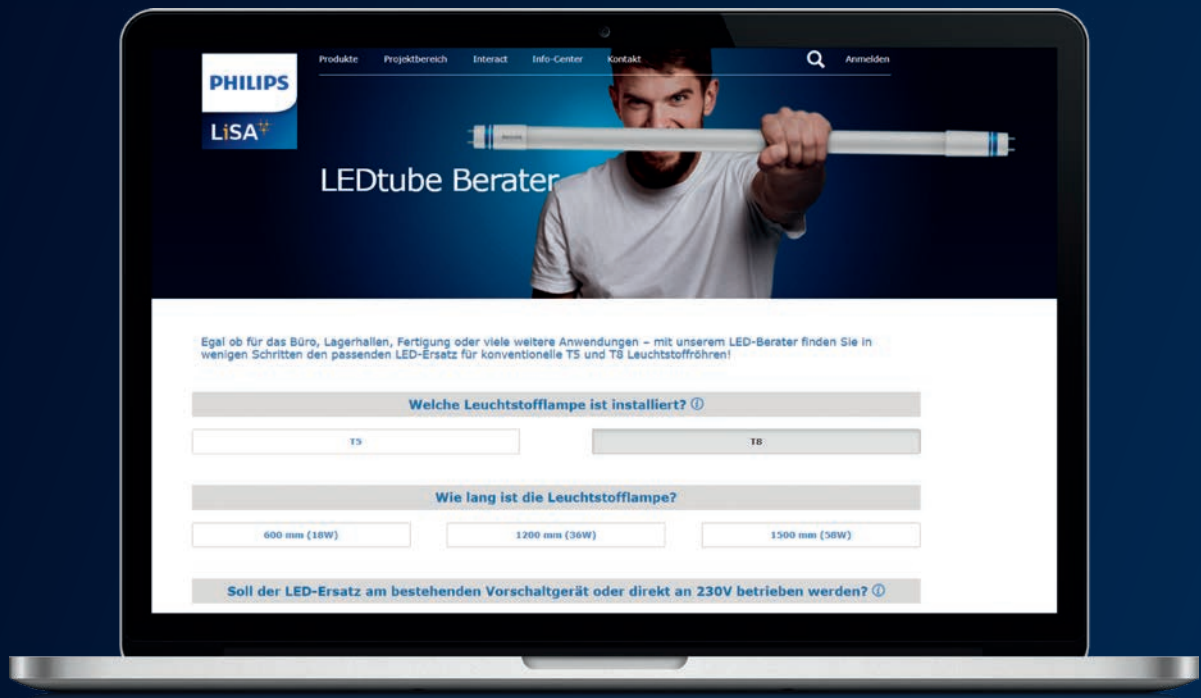 Produkte Projektbereich Interact Info-Center Kontakt Anmelden
PHILIPS
LiSA
LEDtube Berater
Egal ob für das Büro, Lagerhallen, Fertigung oder viele weitere Anwendungen – mit unserem LED-Berater finden Sie in
wenigen Schritten den passenden LED-Ersatz für konventionelle T5 und T8 Leuchtstoffröhren!
Welche Leuchtstofflampe ist installiert? ⓘ
T5 T8
Wie lang ist die Leuchtstofflampe?
600 mm (18W) 1200 mm (36W) 1500 mm (58W)
Soll der LED-Ersatz am bestehenden Vorschaltgerät oder direkt an 230V betrieben werden? ⓘ